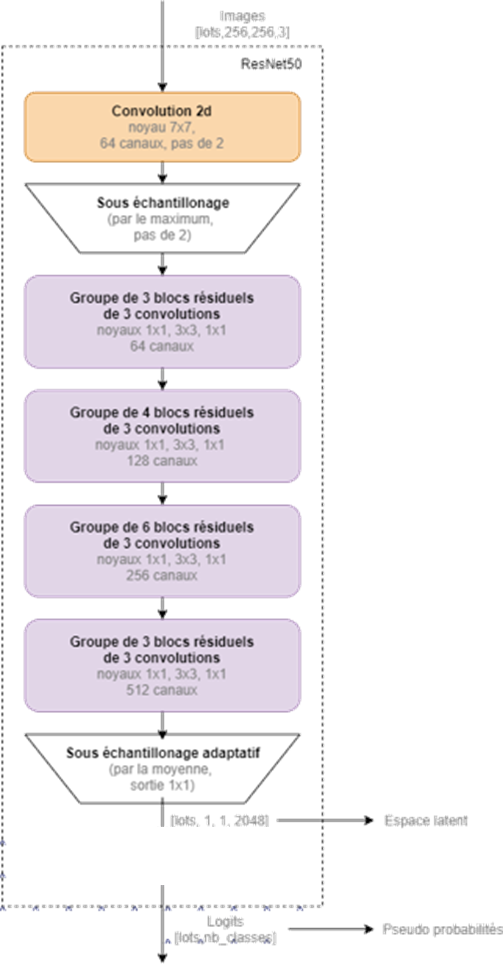 Images
[lots,256,256,3]
ResNet50
Convolution 2d
noyau 7x7,
64 canaux, pas de 2
Sous échantillonage
(par le maximum,
pas de 2)
Groupe de 3 blocs résiduels
de 3 convolutions
noyaux 1x1, 3x3, 1x1
64 canaux
Groupe de 4 blocs résiduels
de 3 convolutions
noyaux 1x1, 3x3, 1x1
128 canaux
Groupe de 6 blocs résiduels
de 3 convolutions
noyaux 1x1, 3x3, 1x1
256 canaux
Groupe de 3 blocs résiduels
de 3 convolutions
noyaux 1x1, 3x3, 1x1
512 canaux
Sous échantillonage adaptatif
(par la moyenne,
sortie 1x1)
[lots, 1, 1, 2048]
Espace latent
Logits
[lots,nb_classes]
Pseudo probabilités